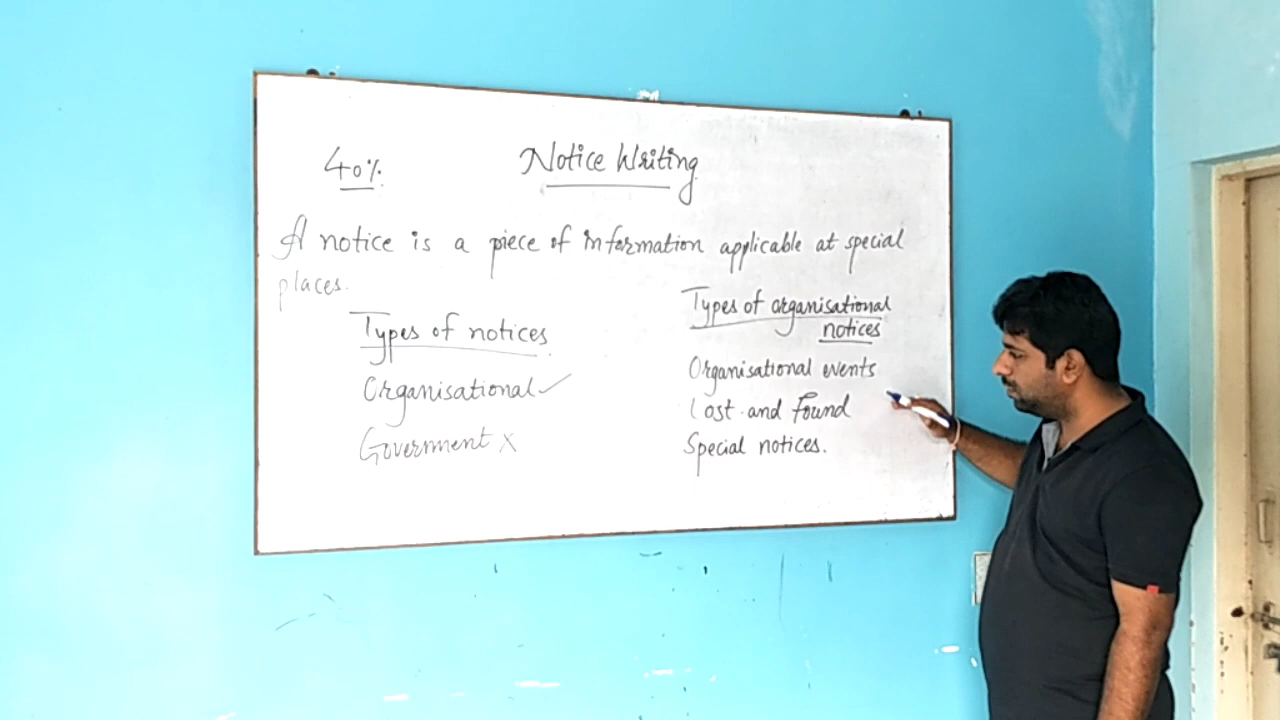 40%
Notice Writing
A notice is a piece of information applicable at special
places.
Types of notices
Organisational ✓
Goverment X
Types of organisational
notices
Organisational events
Lost and Found
Special notices.